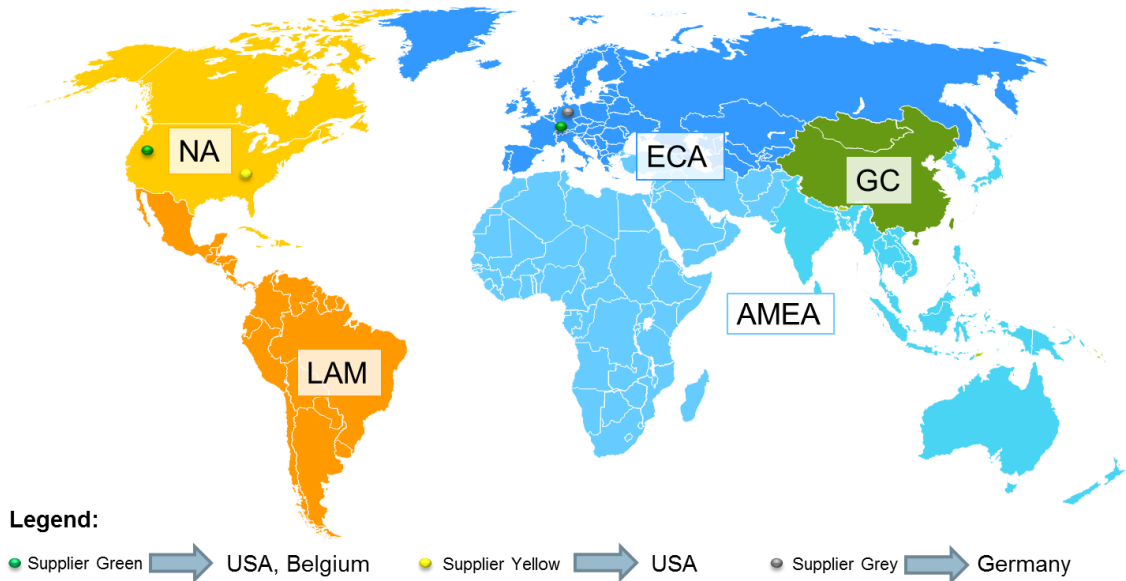 NA
ECA
GC
AMEA
LAM
Legend:
Supplier Green USA, Belgium Supplier Yellow USA Supplier Grey Germany